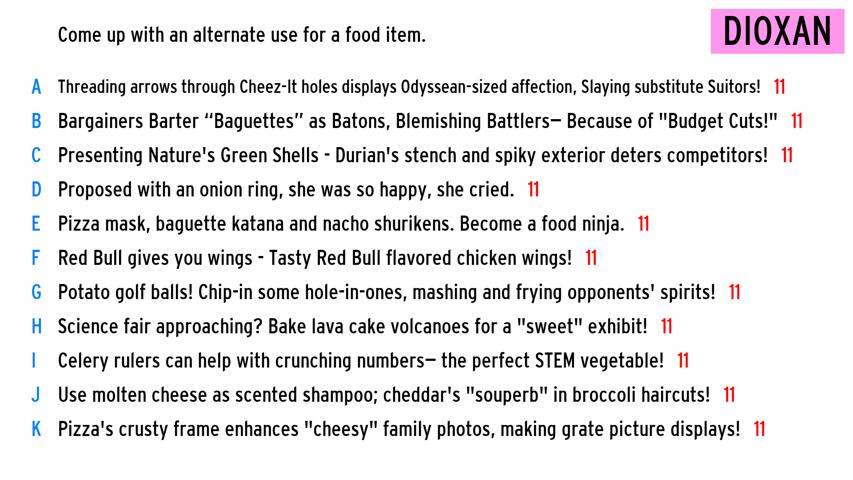 Come up with an alternate use for a food item.
DIOXAN
A Threading arrows through Cheez-It holes displays Odyssean-sized affection, Slaying substitute Suitors! 11
B Bargainers Barter “Baguettes” as Batons, Blemishing Battlers— Because of "Budget Cuts!" 11
C Presenting Nature's Green Shells - Durian's stench and spiky exterior deters competitors! 11
D Proposed with an onion ring, she was so happy, she cried. 11
E Pizza mask, baguette katana and nacho shurikens. Become a food ninja. 11
F Red Bull gives you wings - Tasty Red Bull flavored chicken wings! 11
G Potato golf balls! Chip-in some hole-in-ones, mashing and frying opponents' spirits! 11
H Science fair approaching? Bake lava cake volcanoes for a "sweet" exhibit! 11
I Celery rulers can help with crunching numbers— the perfect STEM vegetable! 11
J Use molten cheese as scented shampoo; cheddar's "souperb" in broccoli haircuts! 11
K Pizza's crusty frame enhances "cheesy" family photos, making grate picture displays! 11